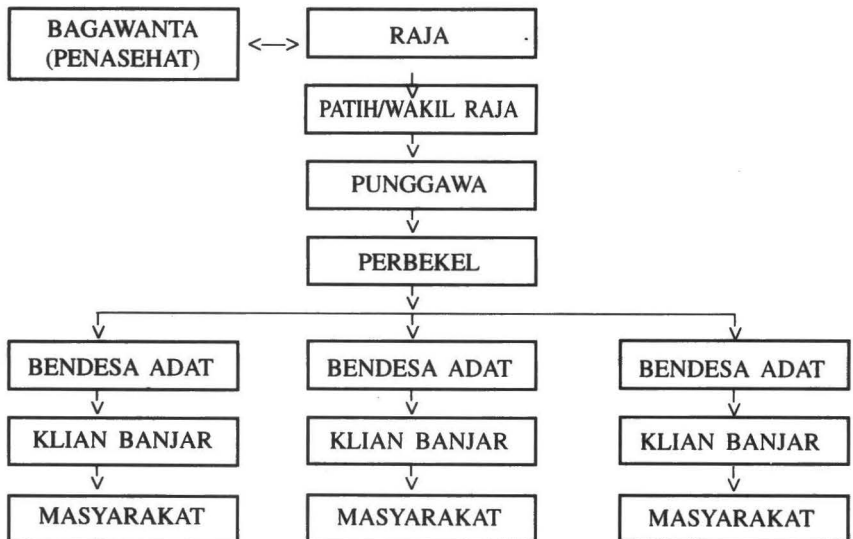 BAGAWANTA
(PENASEHAT)
RAJA
PATIH/WAKIL RAJA
PUNGGAWA
PERBEKEL
BENDESA ADAT
BENDESA ADAT
BENDESA ADAT
KLIAN BANJAR
KLIAN BANJAR
KLIAN BANJAR
MASYARAKAT
MASYARAKAT
MASYARAKAT